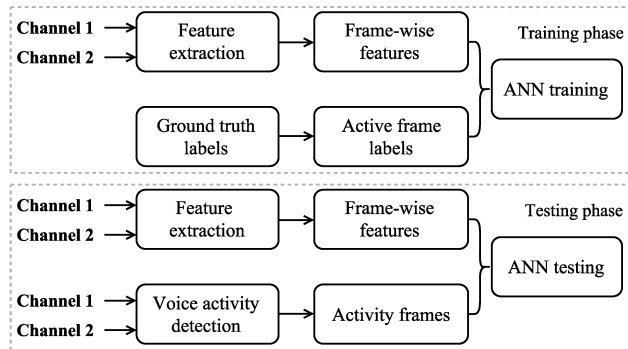 Training phase
Channel 1
Channel 2
Feature
extraction
Frame-wise
features
Ground truth
labels
Active frame
labels
ANN training
Testing phase
Channel 1
Channel 2
Feature
extraction
Frame-wise
features
Channel 1
Channel 2
Voice activity
detection
Activity frames
ANN testing